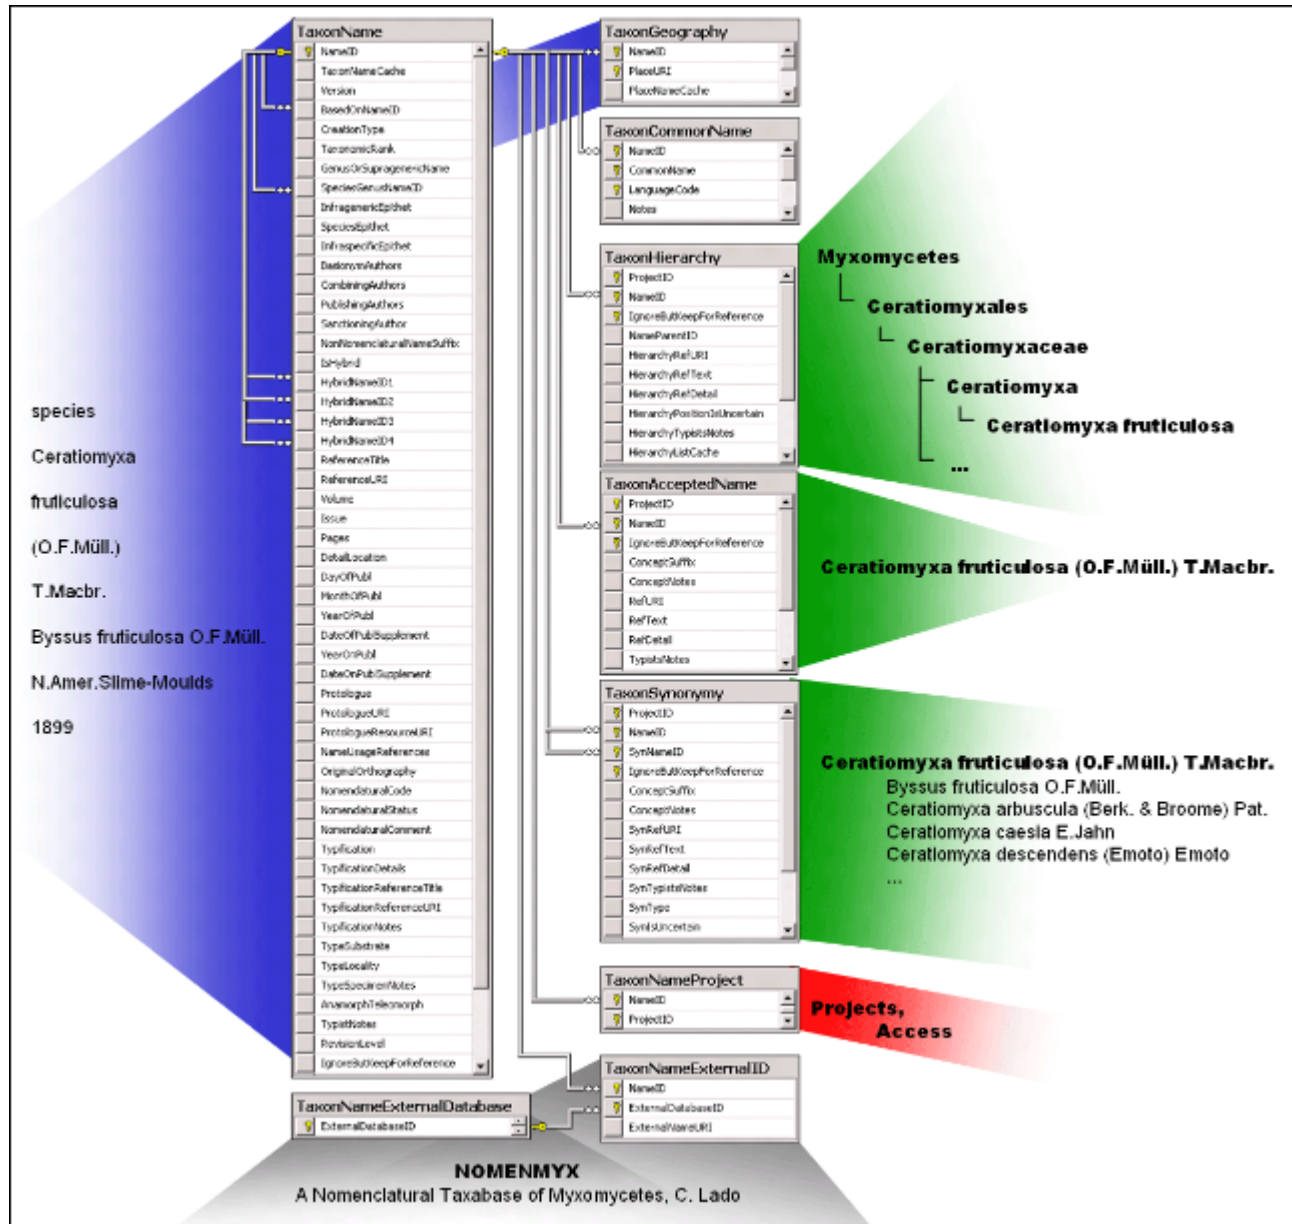 TaxonName
NameID
TaxonNameCache
Version
BasedOnNameID
CreationType
TaxonomicRank
GenusOrSupragenericName
SpeciesGenusNameID
InfragenericEpithet
SpeciesEpithet
InfraspecificEpithet
BasionymAuthors
CombiningAuthors
PublishingAuthors
SanctioningAuthor
NonNomenclaturalNameSuffix
IsHybrid
HybridNameID1
HybridNameID2
HybridNameID3
HybridNameID4
ReferenceTitle
ReferenceURI
Volume
Issue
Pages
DetailLocation
DayOfPubl
MonthOfPubl
YearOfPubl
DateOfPublSupplement
YearOnPubl
DateOnPublSupplement
Protologue
ProtologueURI
ProtologueResourceURI
NameUsageReferences
OriginalOrthography
NomenclaturalCode
NomenclaturalStatus
NomenclaturalComment
Typification
TypificationDetails
TypificationReferenceTitle
TypificationReferenceURI
TypificationNotes
TypeSubstrate
TypeLocality
TypeSpecimenNotes
AnamorphTeleomorph
TypistNotes
RevisionLevel
IgnoreButKeepForReference
species
Ceratiomyxa
fruticulosa
(O.F.Müll.)
T.Macbr.
Byssus fruticulosa O.F.Müll.
N.Amer.Slime-Moulds
1899
TaxonGeography
NameID
PlaceURI
PlaceNameCache
TaxonCommonName
NameID
CommonName
LanguageCode
Notes
TaxonHierarchy
ProjectID
NameID
IgnoreButKeepForReference
NameParentID
HierarchyRefURI
HierarchyRefText
HierarchyRefDetail
HierarchyPositionIsUncertain
HierarchyTypistsNotes
HierarchyListCache
Myxomycetes
Ceratiomyxales
Ceratiomyxaceae
Ceratiomyxa
Ceratiomyxa fruticulosa
...
TaxonAcceptedName
ProjectID
NameID
IgnoreButKeepForReference
ConceptSuffix
ConceptNotes
RefURI
RefText
RefDetail
TypistsNotes
Ceratiomyxa fruticulosa (O.F.Müll.) T.Macbr.
TaxonSynonymy
ProjectID
NameID
SynNameID
IgnoreButKeepForReference
ConceptSuffix
ConceptNotes
SynRefURI
SynRefText
SynRefDetail
SynTypistsNotes
SynType
SynIsUncertain
Ceratiomyxa fruticulosa (O.F.Müll.) T.Macbr.
Byssus fruticulosa O.F.Müll.
Ceratiomyxa arbuscula (Berk. & Broome) Pat.
Ceratiomyxa caesia E.Jahn
Ceratiomyxa descendens (Emoto) Emoto
...
TaxonNameProject
NameID
ProjectID
Projects,
Access
TaxonNameExternalID
NameID
ExternalDatabaseID
ExternalNameURI
TaxonNameExternalDatabase
ExternalDatabaseID
NOMENMYX
A Nomenclatural Taxabase of Myxomycetes, C. Lado